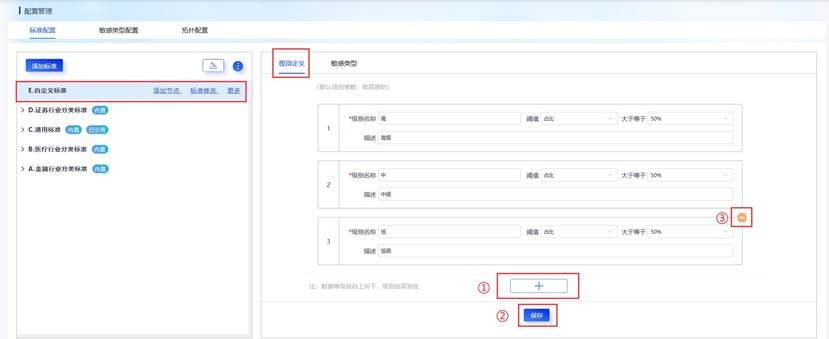 配置管理
标准配置 敏感类型配置 拓扑配置
添加标准
E.自定义标准 添加节点 标准修改 更多
D.证券行业分类标准 内置
C.通用标准 内置 已引用
B.医疗行业分类标准 内置
A.金融行业分类标准 内置
级别定义 敏感类型
(默认级别策略：就高原则)
1
*级别名称 高 阈值 占比 大于等于 50%
描述 高级
2
*级别名称 中 阈值 占比 大于等于 50%
描述 中级
③
3
*级别名称 低 阈值 占比 大于等于 50%
描述 低级
注：数据等级按自上向下，级别由高到低
① +
② 保存